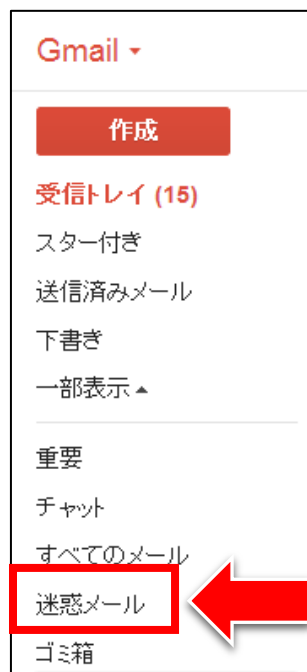 Gmail
作成
受信トレイ (15)
スター付き
送信済みメール
下書き
一部表示
重要
チャット
すべてのメール
迷惑メール
ゴミ箱